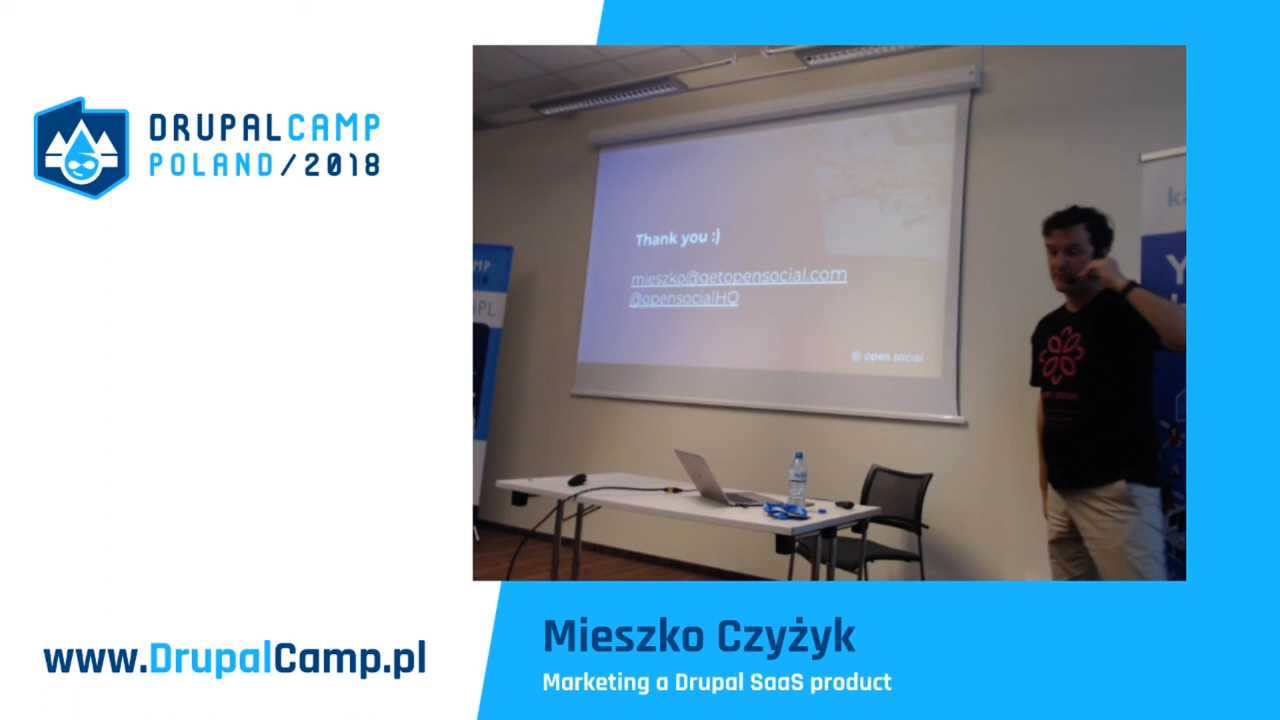 DRUPALCAMP
POLAND/2018
Thank you :)
mieszko@getopensocial.com
@opensocialHQ
open social
www.DrupalCamp.pl
Mieszko Czyżyk
Marketing a Drupal SaaS product